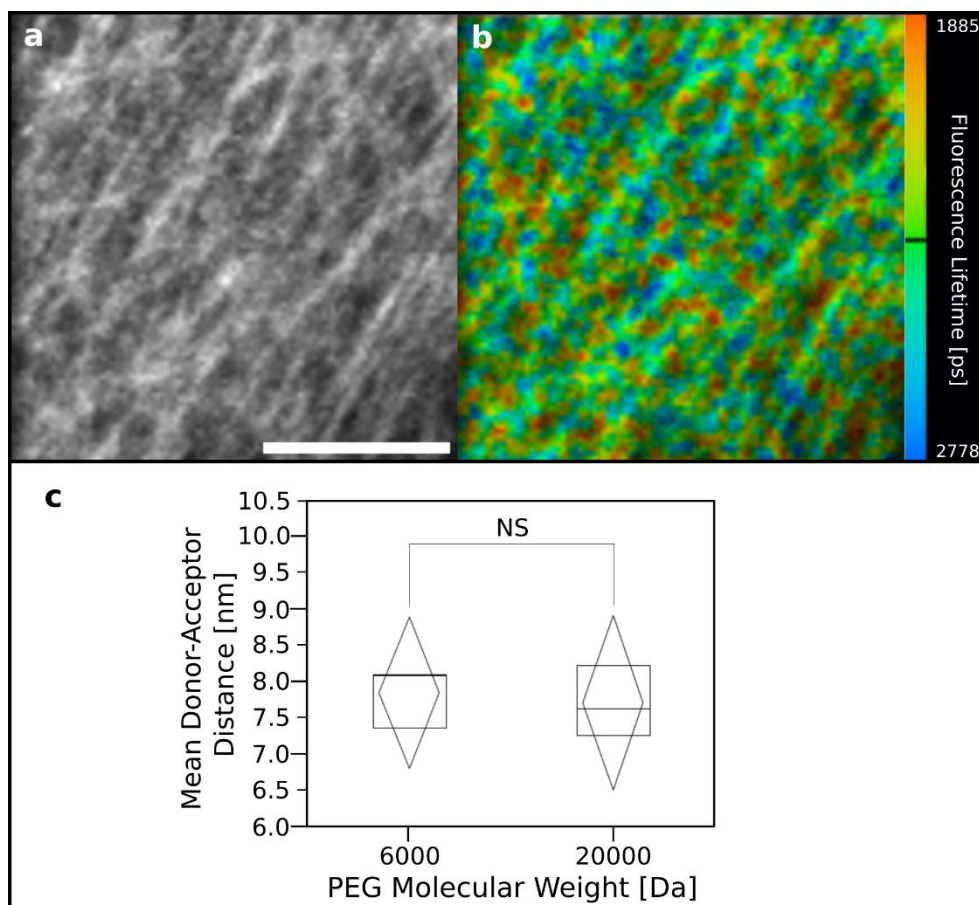 a
b
1885
Fluorescence Lifetime [ps]
2778
c
10.5
10.0
9.5
9.0
8.5
8.0
7.5
7.0
6.5
6.0
Mean Donor-Acceptor
Distance [nm]
NS
6000
20000
PEG Molecular Weight [Da]